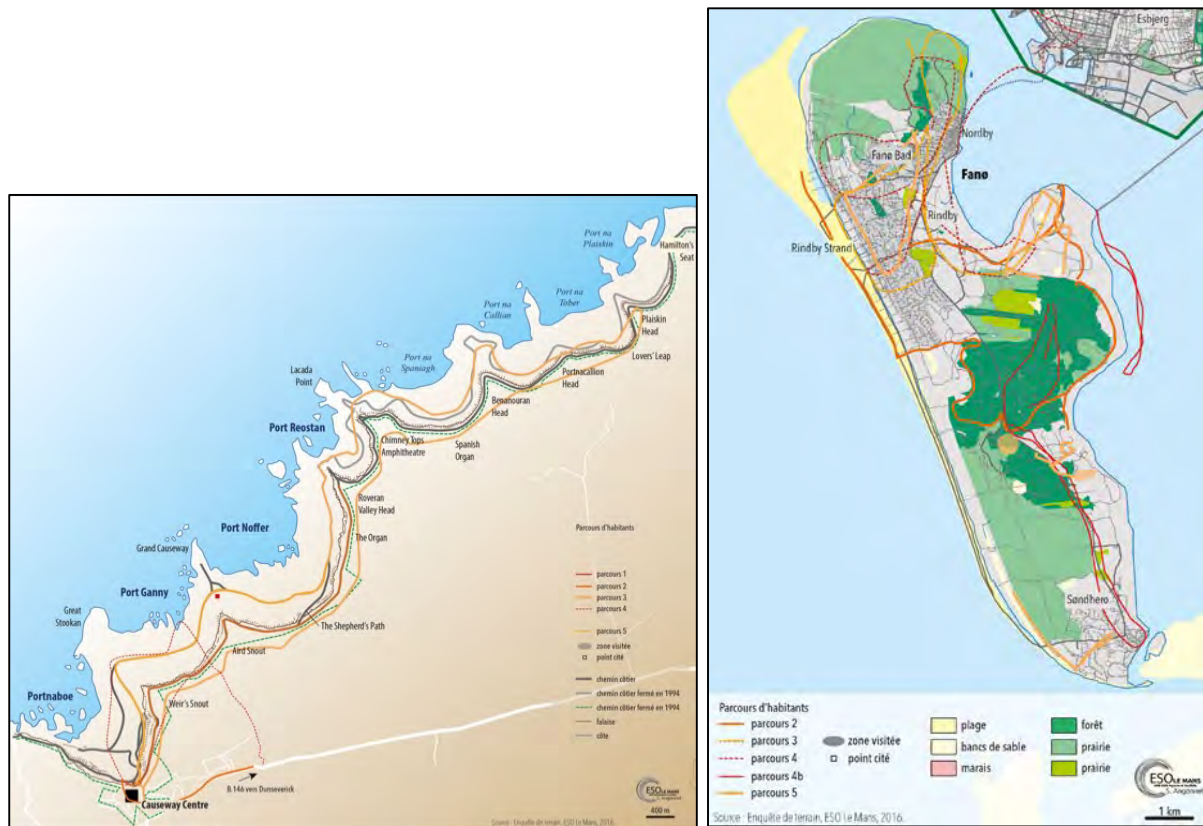 Port na
Plaiskin
Hamilton's
Seat
Port na
Tober
Port na
Callian
Plaiskin
Head
Lovers' Leap
Port na
Spaniagh
Portnacallion
Head
Lacada
Point
Benanouran
Head
Port Reostan
Chimney Tops
Amphitheatre
Spanish
Organ
Roveran
Valley Head
Port Noffer
The Organ
Grand Causeway
Port Ganny
Great
Stookan
The Shepherd's Path
Aird Snout
Portnaboe
Weir's Snout
B 146 vers Dunseverick
Causeway Centre
Parcours d'habitants
parcours 1
parcours 2
parcours 3
parcours 4
parcours 5
zone visitée
point cité
chemin côtier
chemin côtier fermé en 1994
chemin côtier fermé en 1994
falaise
côte
ESO LE MANS
S. Angonnet
400 m
Source : Enquête de terrain, ESO Le Mans, 2016.
Esbjerg
Nordby
Fanø Bad
Fanø
Rindby
Rindby Strand
Søndhero
Parcours d'habitants
parcours 2
parcours 3
parcours 4
parcours 4b
parcours 5
zone visitée
point cité
plage
bancs de sable
marais
forêt
prairie
prairie
ESO LE MANS
S. Angonnet
1 km
Source : Enquête de terrain, ESO Le Mans, 2016.